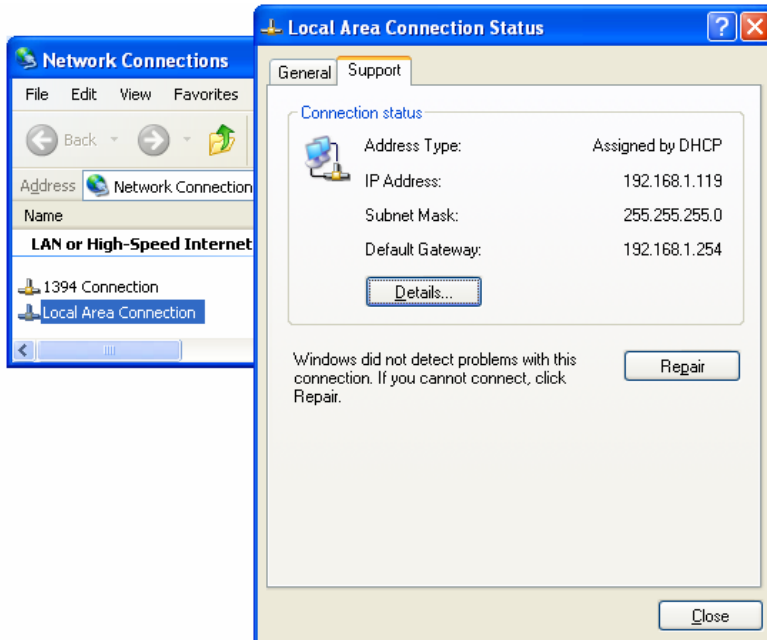 Network Connections
File Edit View Favorites
Back
Address Network Connection
Name
LAN or High-Speed Internet
1394 Connection
Local Area Connection
Local Area Connection Status
General Support
Connection status
Address Type: Assigned by DHCP
IP Address: 192.168.1.119
Subnet Mask: 255.255.255.0
Default Gateway: 192.168.1.254
Details...
Windows did not detect problems with this
connection. If you cannot connect, click
Repair.
Repair
Close